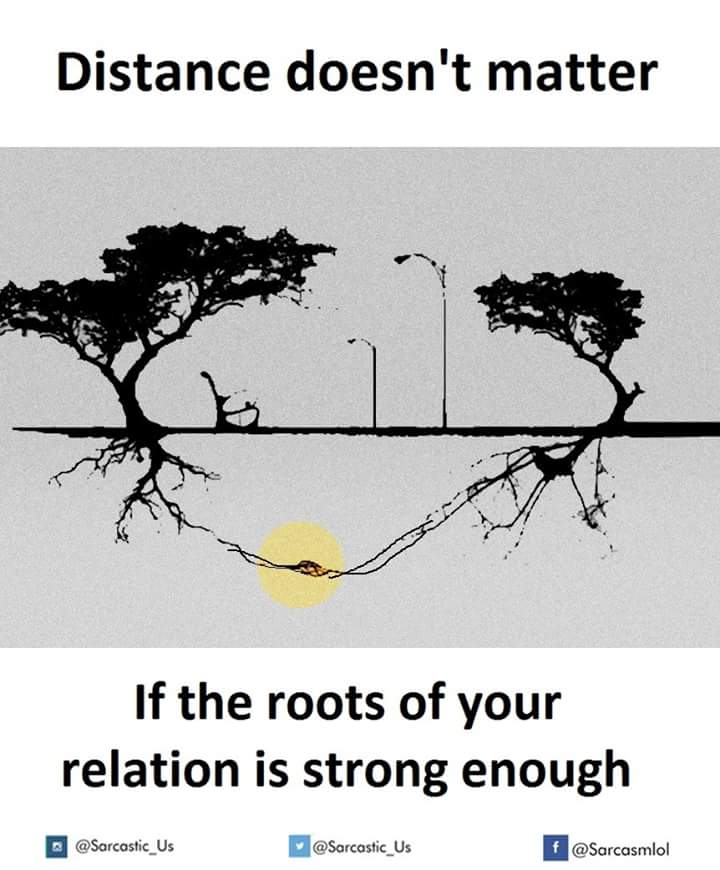 Distance doesn't matter
If the roots of your
relation is strong enough
@Sarcastic_Us @Sarcastic_Us @Sarcasmlol